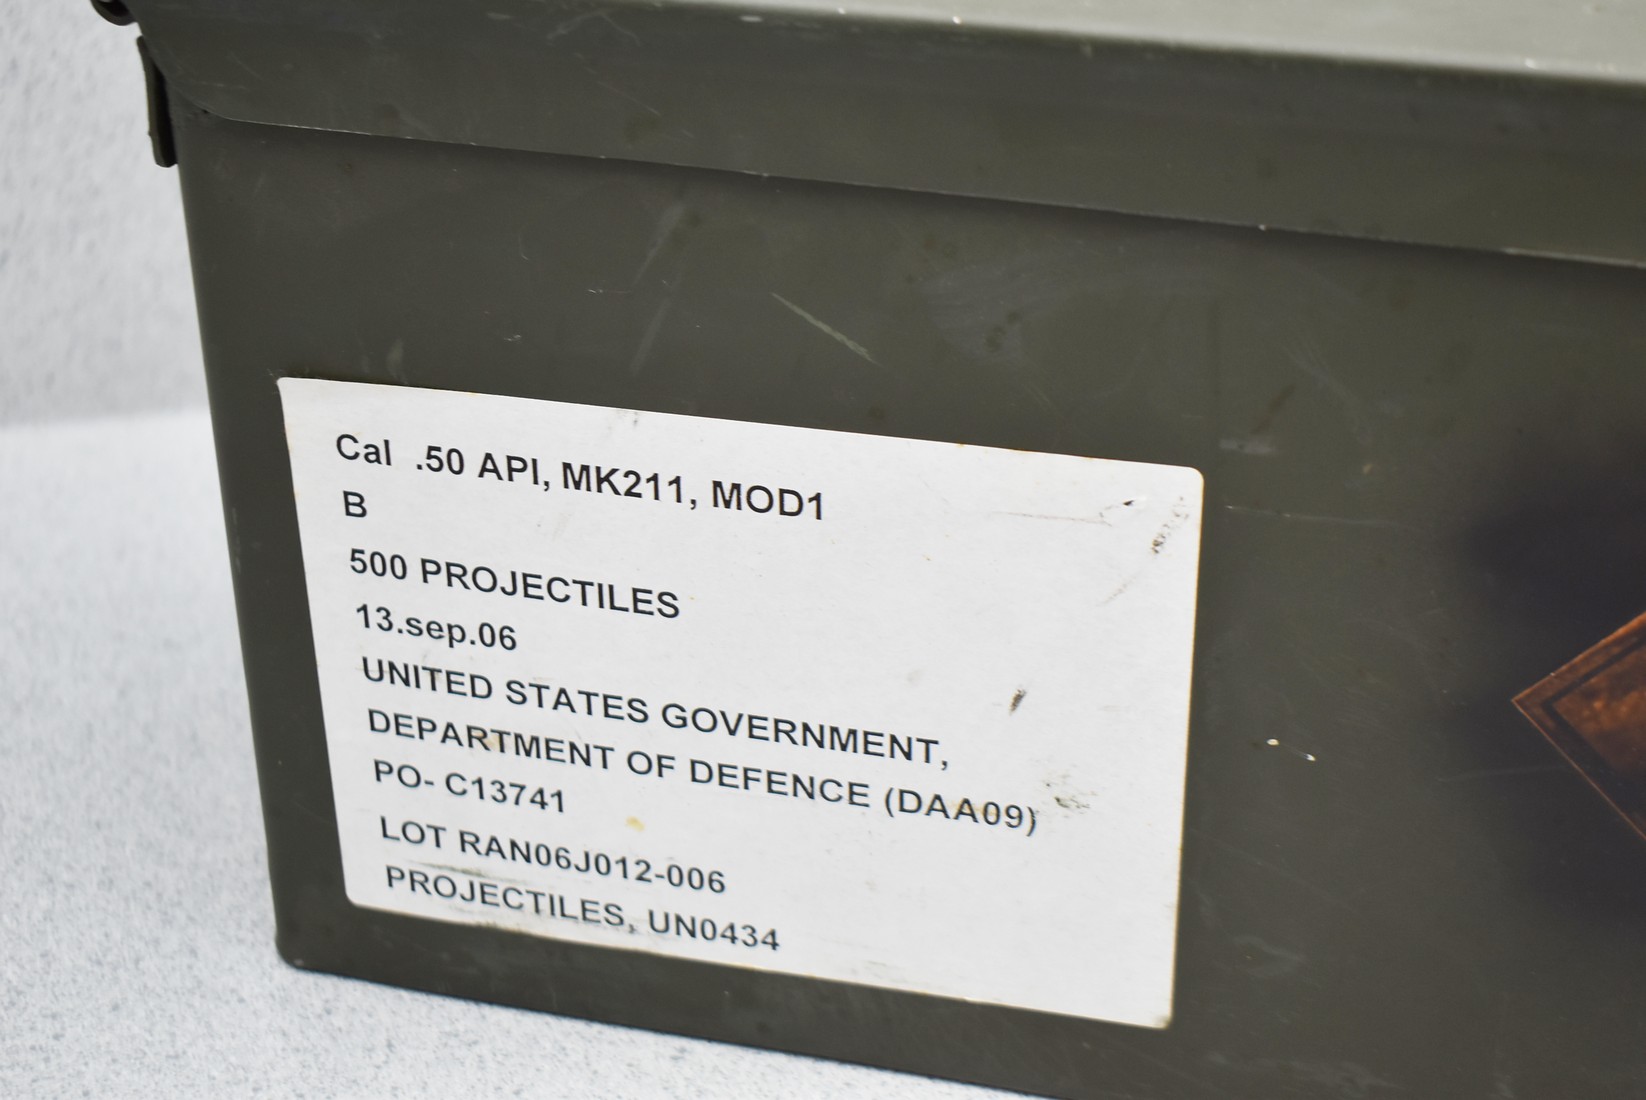 Cal .50 API, MK211, MOD1
B
500 PROJECTILES
13.sep.06
UNITED STATES GOVERNMENT,
DEPARTMENT OF DEFENCE (DAA09)
PO- C13741
LOT RAN06J012-006
PROJECTILES, UN0434